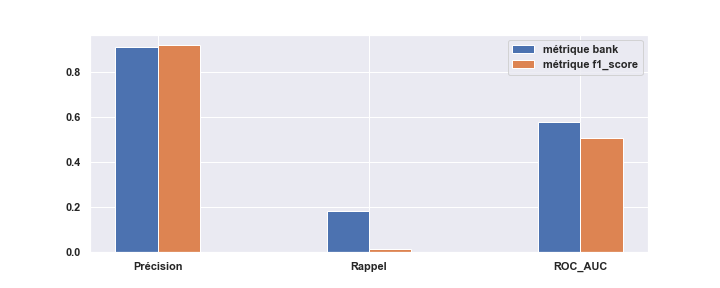 métrique bank
métrique f1_score
0.8
0.6
0.4
0.2
0.0
Précision
Rappel
ROC_AUC